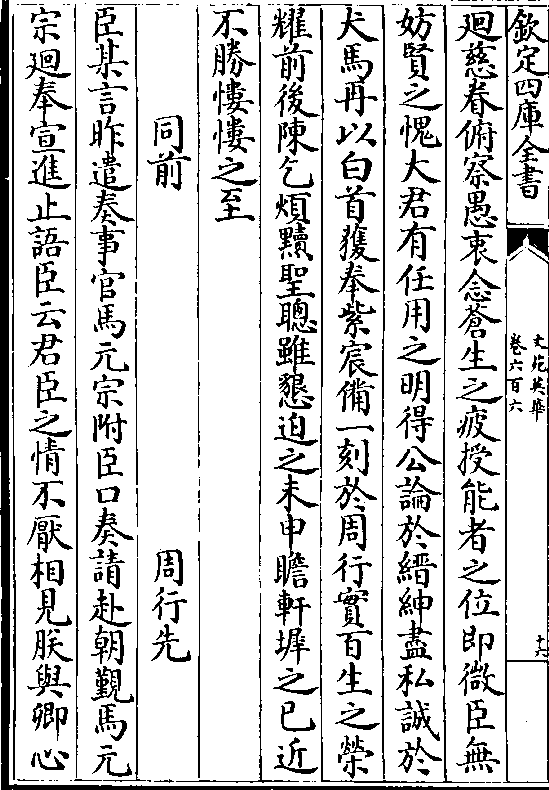 欽定四庫全書
文苑英華
卷六百六
十六
廻慈眷俯察愚衷念蒼生之疲授能者之位即微臣無
妨賢之愧大君有任用之明得公論於縉紳盡私誠於
犬馬再以白首獲奉紫宸備一刻於周行實百生之榮
耀前後陳乞煩黷聖聰雖懇迫之未申瞻軒墀之已近
不勝悽悽之至
同前
周行先
臣某言昨遣奏事官馬元宗附臣口奏請赴朝覲馬元
宗廻奉宣進止語臣云君臣之情不厭相見朕與卿心